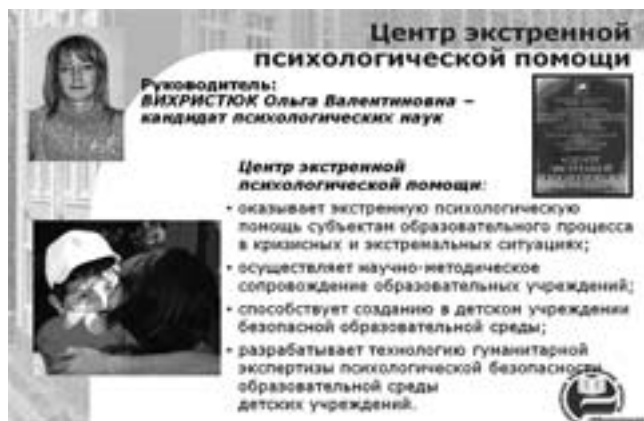 Центр экстренной
психологической помощи
Руководитель:
ВИХРИСТЮК Ольга Валентиновна –
кандидат психологических наук
Центр экстренной
психологической помощи:
• оказывает экстренную психологическую
помощь субъектам образовательного процесса
в кризисных и экстремальных ситуациях;
• осуществляет научно-методическое
сопровождение образовательных учреждений;
• способствует созданию в детском учреждении
безопасной образовательной среды;
• разрабатывает технологию гуманитарной
экспертизы психологической безопасности
образовательной среды
детских учреждений.